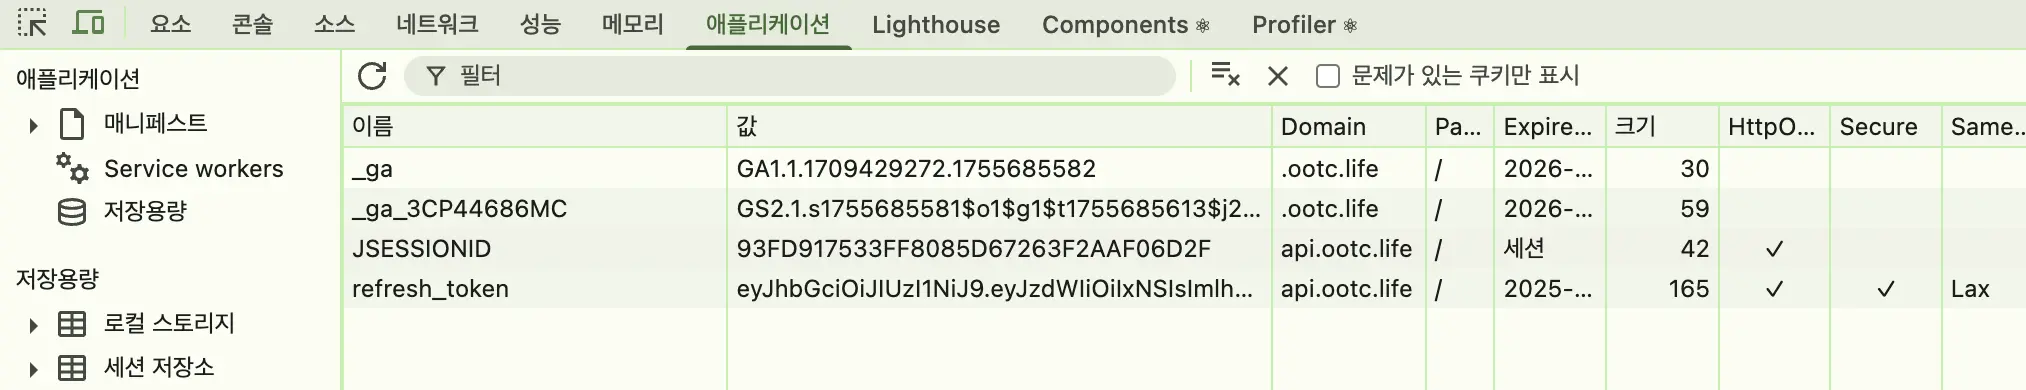 요소 콘솔 소스 네트워크 성능 메모리 애플리케이션 Lighthouse Components ⚛ Profiler ⚛
애플리케이션
매니페스트
Service workers
저장용량
저장용량
로컬 스토리지
세션 저장소
필터 문제가 있는 쿠키만 표시
이름 값 Domain Pa... Expire... 크기 HttpO... Secure Same...
_ga GA1.1.1709429272.1755685582 .ootc.life / 2026-... 30
_ga_3CP44686MC GS2.1.s1755685581$o1$g1$t1755685613$j2... .ootc.life / 2026-... 59
JSESSIONID 93FD917533FF8085D67263F2AAF06D2F api.ootc.life / 세션 42 ✓
refresh_token eyJhbGciOiJIUzI1NiJ9.eyJzdWIiOiIxNSIsImlh... api.ootc.life / 2025-... 165 ✓ ✓ Lax